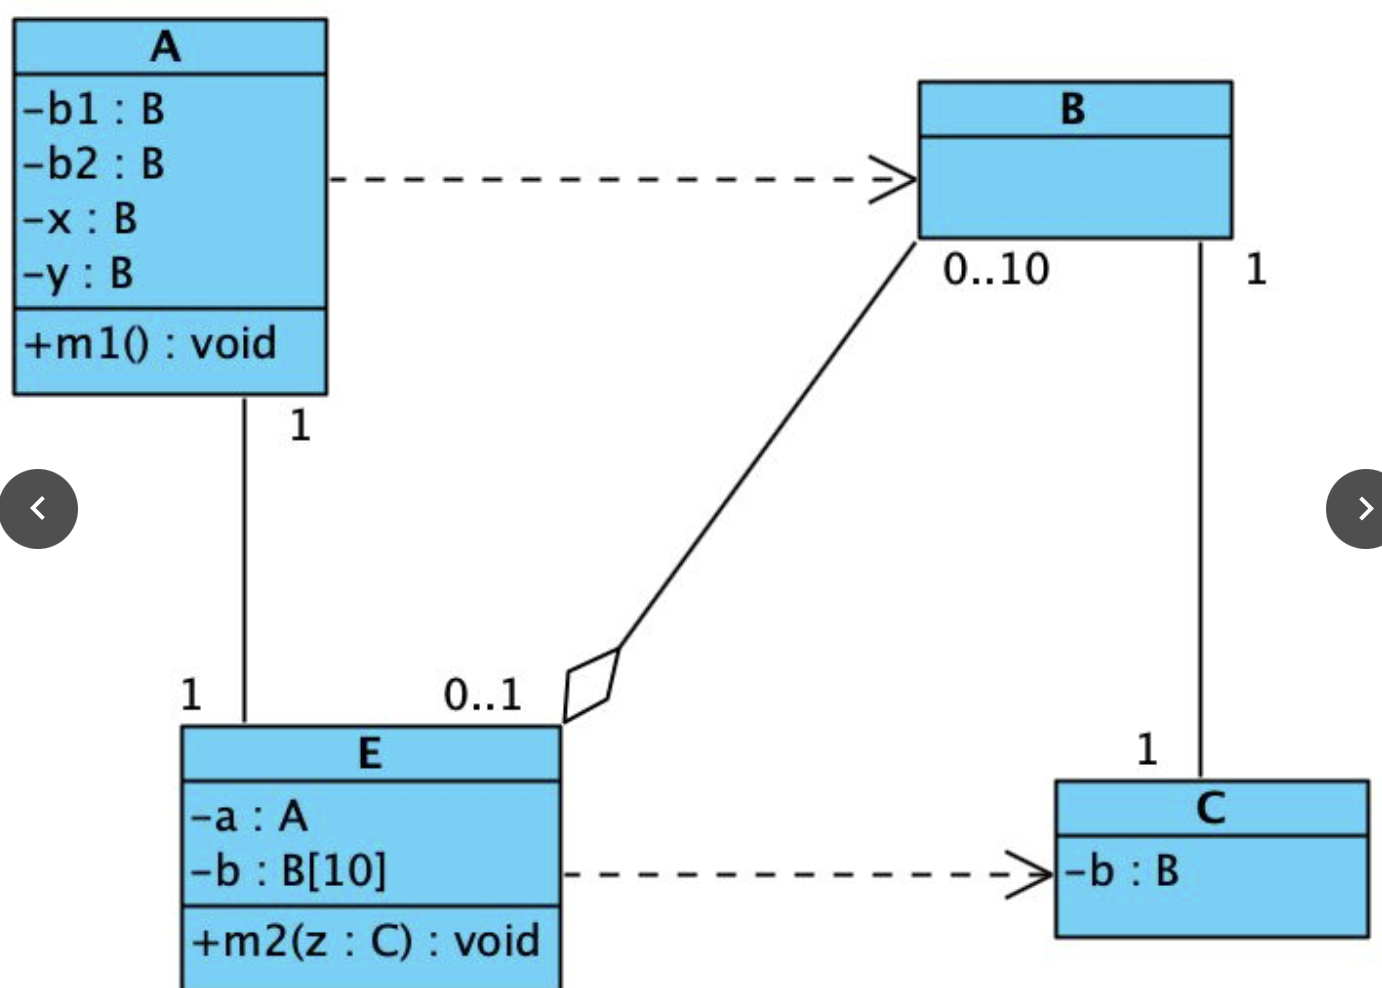 A
-b1 : B
-b2 : B
-x : B
-y : B
+m1() : void
B
0..10
1
1
1
0..1
1
E
-a : A
-b : B[10]
+m2(z : C) : void
C
-b : B